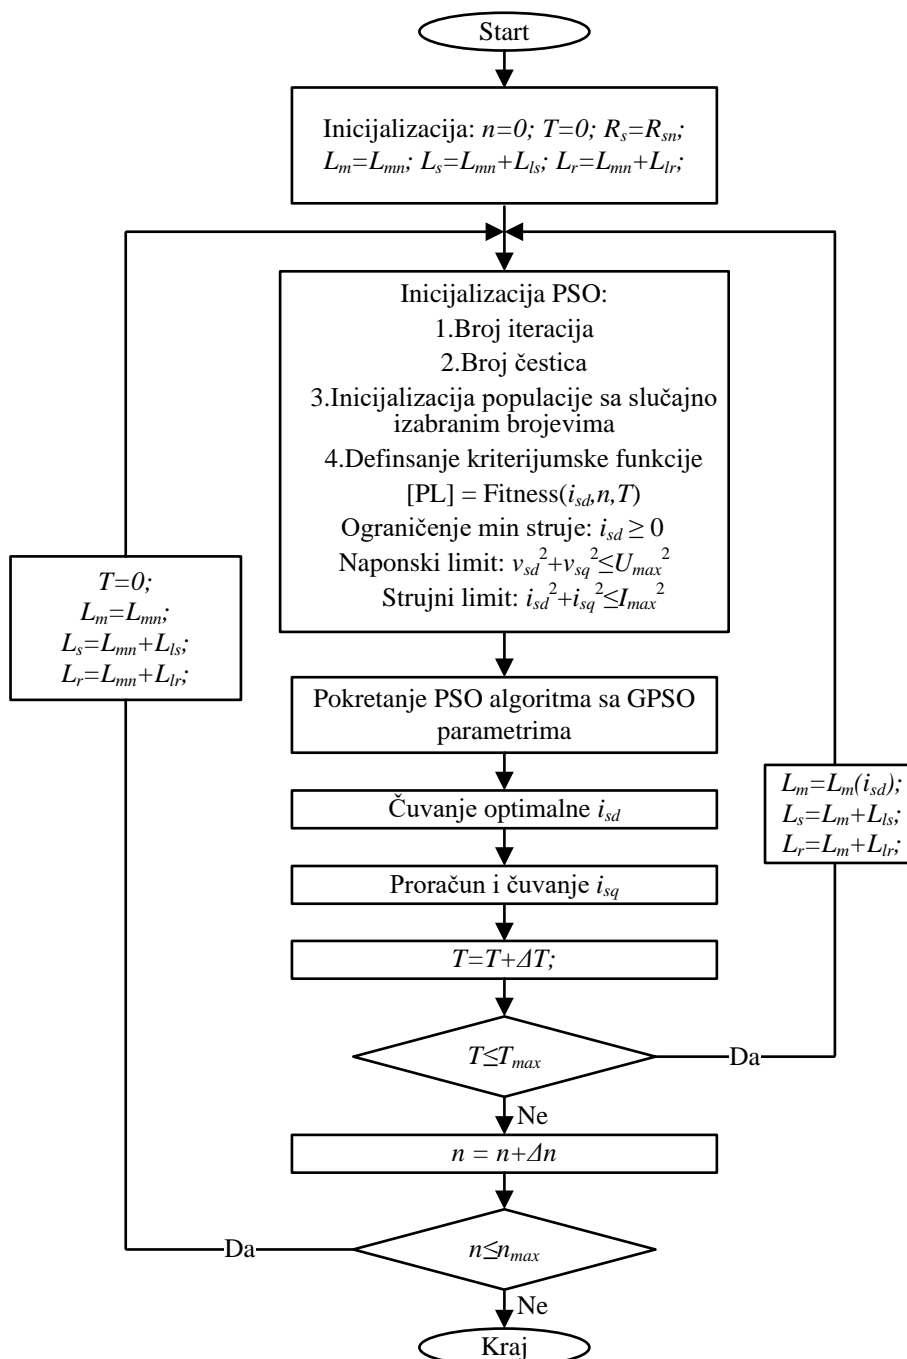 Start
Inicijalizacija: n=0; T=0; Rs=Rsn;
Lm=Lmn; Ls=Lmn+Lls; Lr=Lmn+Llr;
Inicijalizacija PSO:
1.Broj iteracija
2.Broj čestica
3.Inicijalizacija populacije sa slučajno
izabranim brojevima
4.Definsanje kriterijumske funkcije
[PL] = Fitness(isd,n,T)
Ograničenje min struje: isd ≥ 0
Naponski limit: vsd²+vsq²≤Umax²
Strujni limit: isd²+isq²≤Imax²
T=0;
Lm=Lmn;
Ls=Lmn+Lls;
Lr=Lmn+Llr;
Pokretanje PSO algoritma sa GPSO
parametrima
Čuvanje optimalne isd
Lm=Lm(isd);
Ls=Lm+Lls;
Lr=Lm+Llr;
Proračun i čuvanje isq
T=T+ΔT;
T≤Tmax
Da
Ne
n = n+Δn
n≤nmax
Da
Ne
Kraj